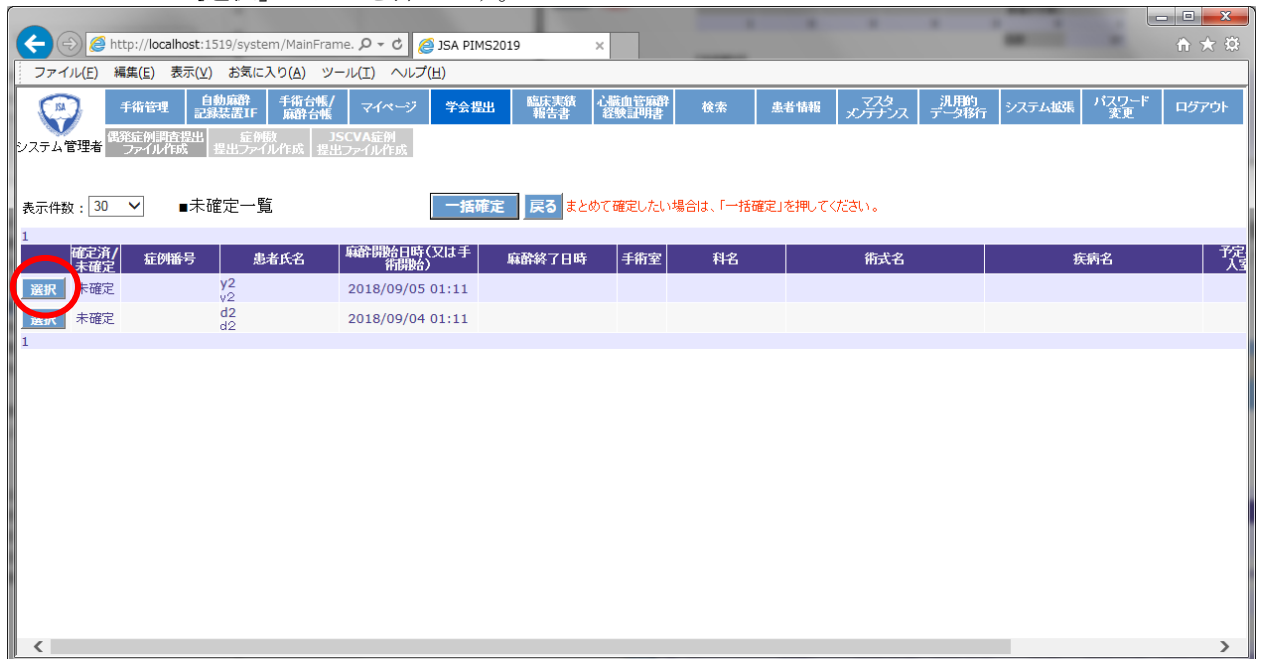 http://localhost:1519/system/MainFrame.
JSA PIMS2019
ファイル(F) 編集(E) 表示(V) お気に入り(A) ツール(T) ヘルプ(H)
JSA
システム管理者
手術管理
自動麻酔
記録装置IF
手術台帳/
麻酔台帳
マイページ
学会提出
臨床実績
報告書
心臓血管麻酔
経験証明書
検索
患者情報
マスタ
メンテナンス
汎用的
データ移行
システム拡張
パスワード
変更
ログアウト
偶発症例調査提出
ファイル作成
症例数
提出ファイル作成
JSCVA症例
提出ファイル作成
表示件数：30 ■未確定一覧 一括確定 戻る まとめて確定したい場合は、「一括確定」を押してください。
1
確定済/
未確定
症例番号
患者氏名
麻酔開始日時(又は手
術開始)
麻酔終了日時
手術室
科名
術式名
疾病名
予定
選択 未確定 y2 2018/09/05 01:11
y2
選択 未確定 d2 2018/09/04 01:11
d2
1